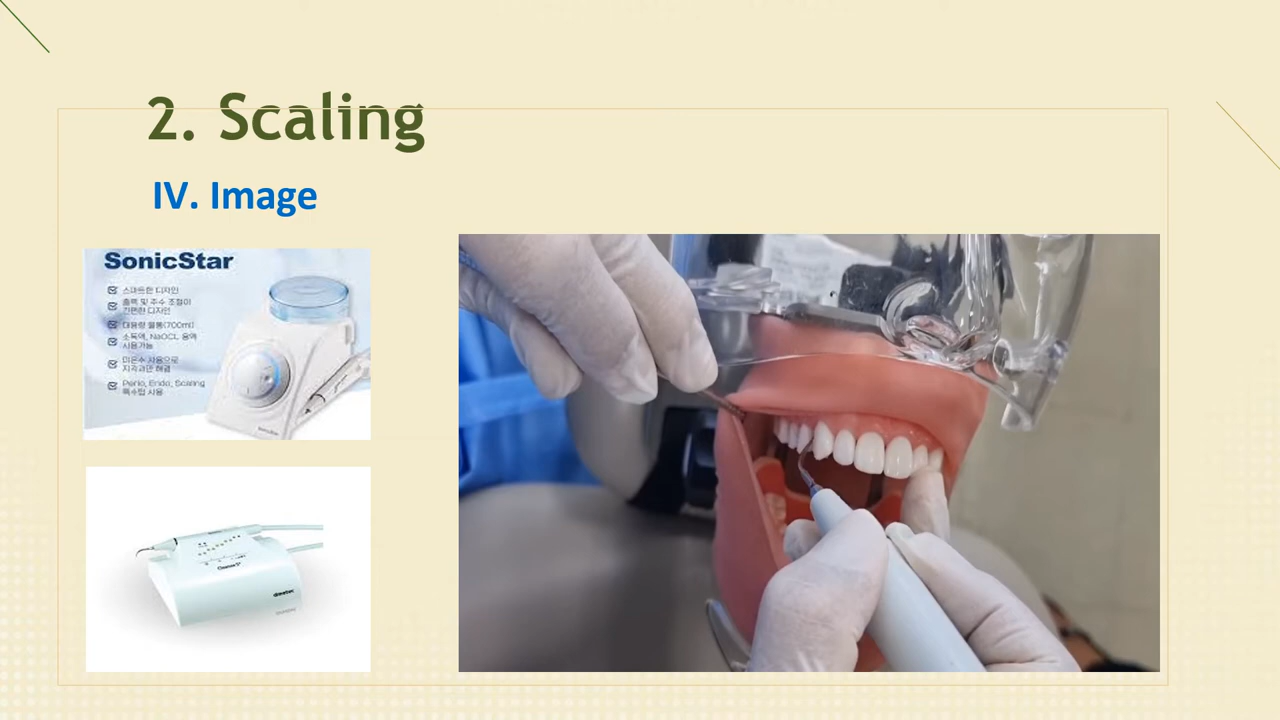 2. Scaling
IV. Image
SonicStar
스마트한 디자인
출력 및 주수 조절이
간편한 디자인
대용량 물통(700ml)
소독액, NaOCL 용액
사용가능
미온수 사용으로
지각과민 해결
Perio, Endo, Scaling
특수팁 사용